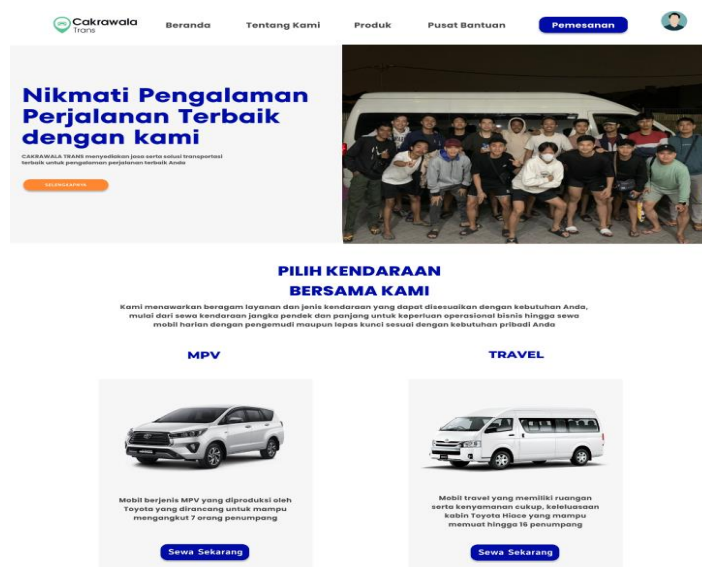 Cakrawala
Trans
Beranda
Tentang Kami
Produk
Pusat Bantuan
Pemesanan
Nikmati Pengalaman
Perjalanan Terbaik
dengan kami
CAKRAWALA TRANS menyediakan jasa serta solusi transportasi
terbaik untuk pengalaman perjalanan terbaik Anda
SELENGKAPNYA
PILIH KENDARAAN
BERSAMA KAMI
Kami menawarkan beragam layanan dan jenis kendaraan yang dapat disesuaikan dengan kebutuhan Anda,
mulai dari sewa kendaraan jangka pendek dan panjang untuk keperluan operasional bisnis hingga sewa
mobil harian dengan pengemudi maupun lepas kunci sesuai dengan kebutuhan pribadi Anda
MPV
Mobil berjenis MPV yang diproduksi oleh
Toyota yang dirancang untuk mampu
mengangkut 7 orang penumpang
Sewa Sekarang
TRAVEL
Mobil travel yang memiliki ruangan
serta kenyamanan cukup, keleluasaan
kabin Toyota Hiace yang mampu
memuat hingga 16 penumpang
Sewa Sekarang